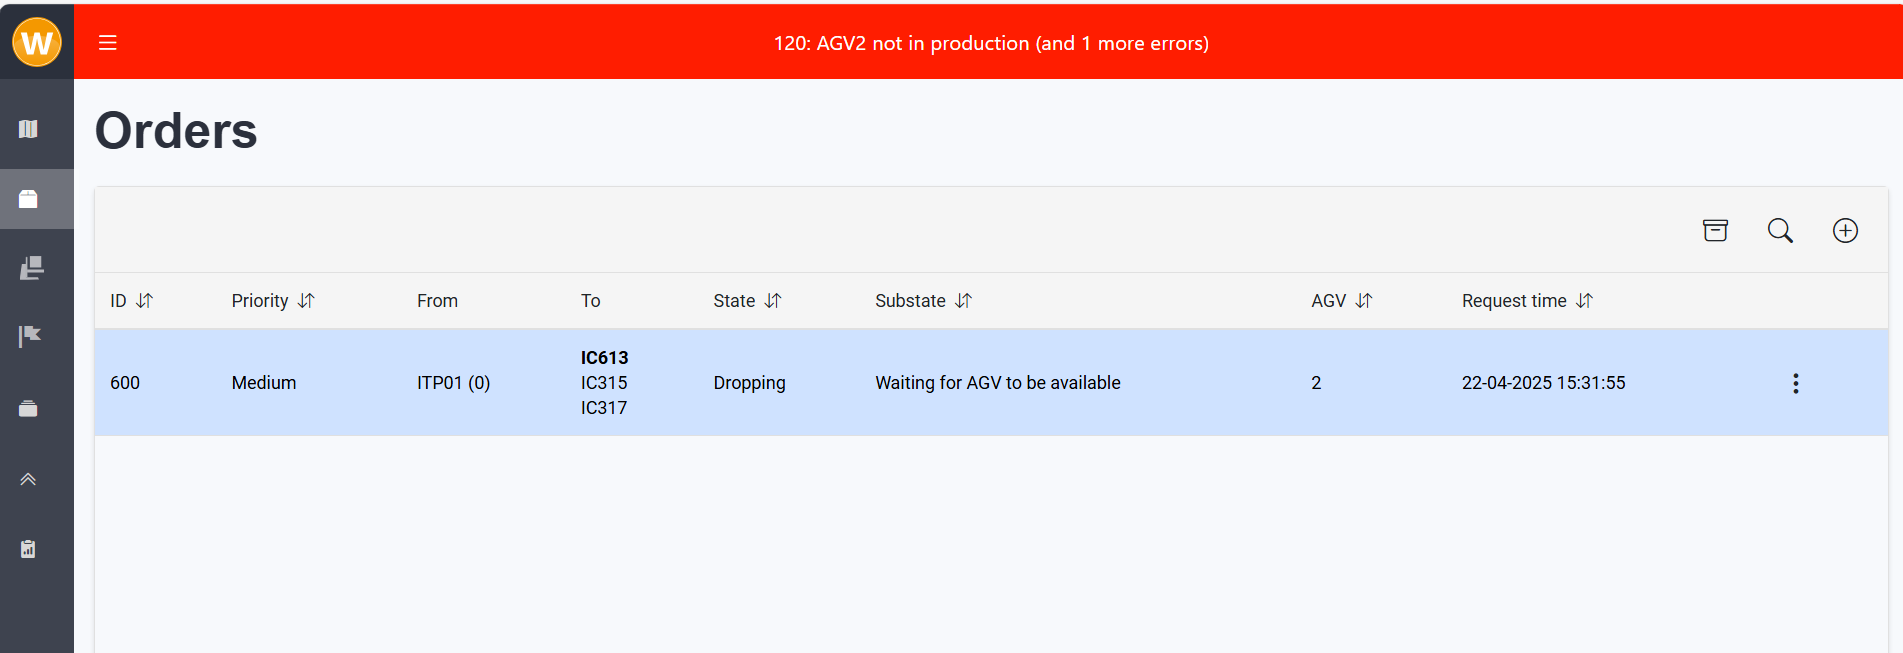 W
120: AGV2 not in production (and 1 more errors)
Orders
ID Priority From To State Substate AGV Request time
600 Medium ITP01 (0) IC613 Dropping Waiting for AGV to be available 2 22-04-2025 15:31:55
IC315
IC317